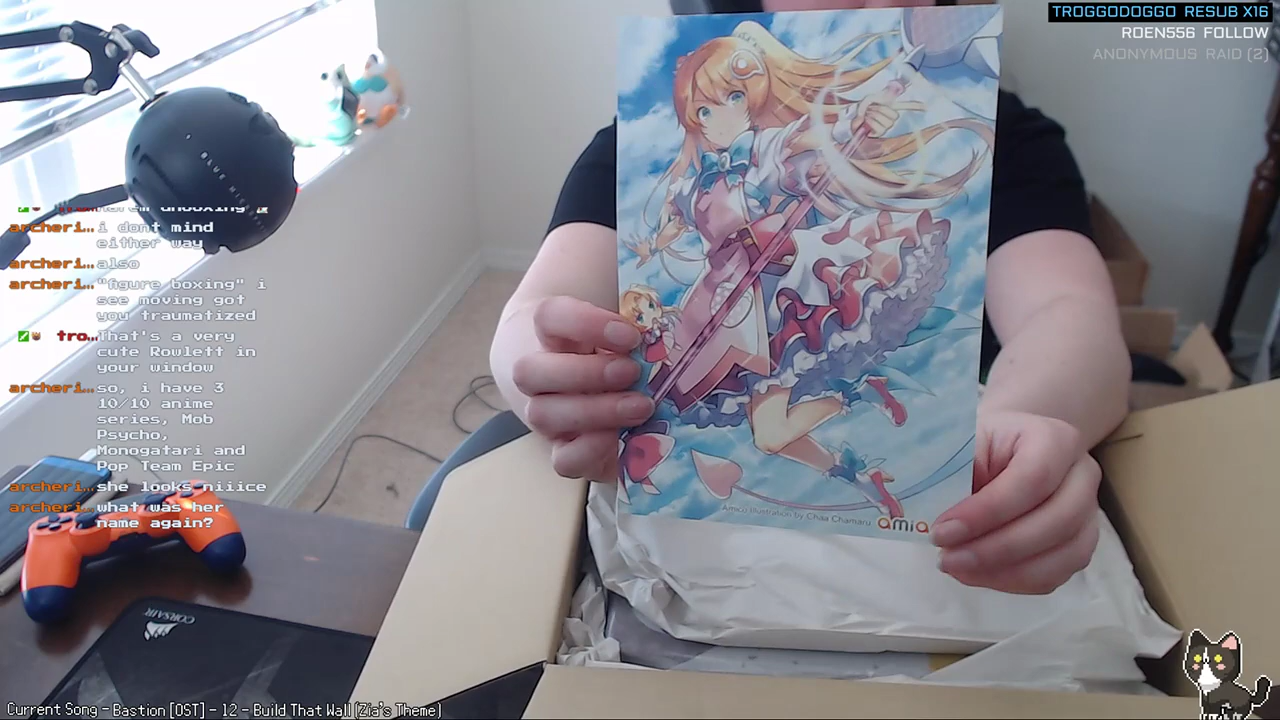 TROGGODOGGO RESUB X16
ROEN556 FOLLOW
ANONYMOUS RAID (2)
BLUE
archeri... i dont mind
either way
archeri... also
archeri... "figure boxing" i
see moving got
you traumatized
tro... That's a very
cute Rowlett in
your window
archeri... so, i have 3
10/10 anime
series, Mob
Psycho,
Monogatari and
Pop Team Epic
archeri... she looks niiice
archeri... what was her
name again?
Amico Illustration by Chaa Chamaru
amia
CORSAIR
Current Song - Bastion [OST] - 12 - Build That Wall (Zia's Theme)